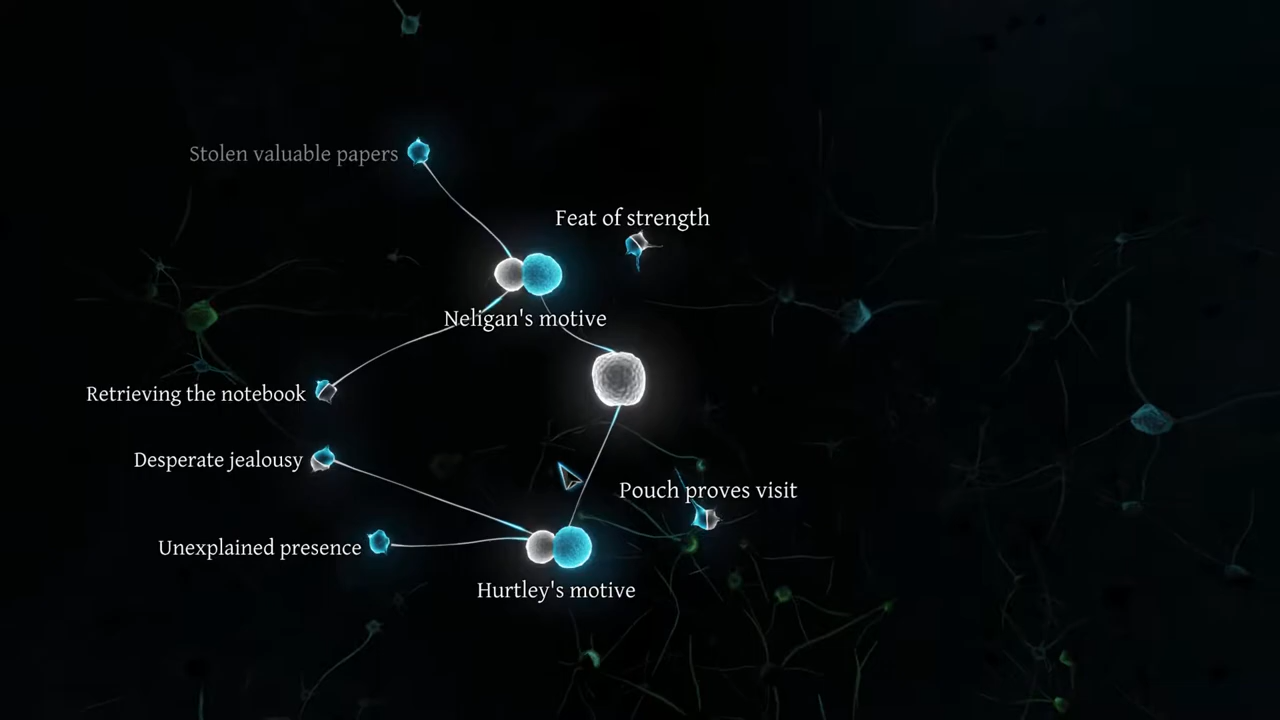 Stolen valuable papers
Feat of strength
Neligan's motive
Retrieving the notebook
Desperate jealousy
Pouch proves visit
Unexplained presence
Hurtley's motive